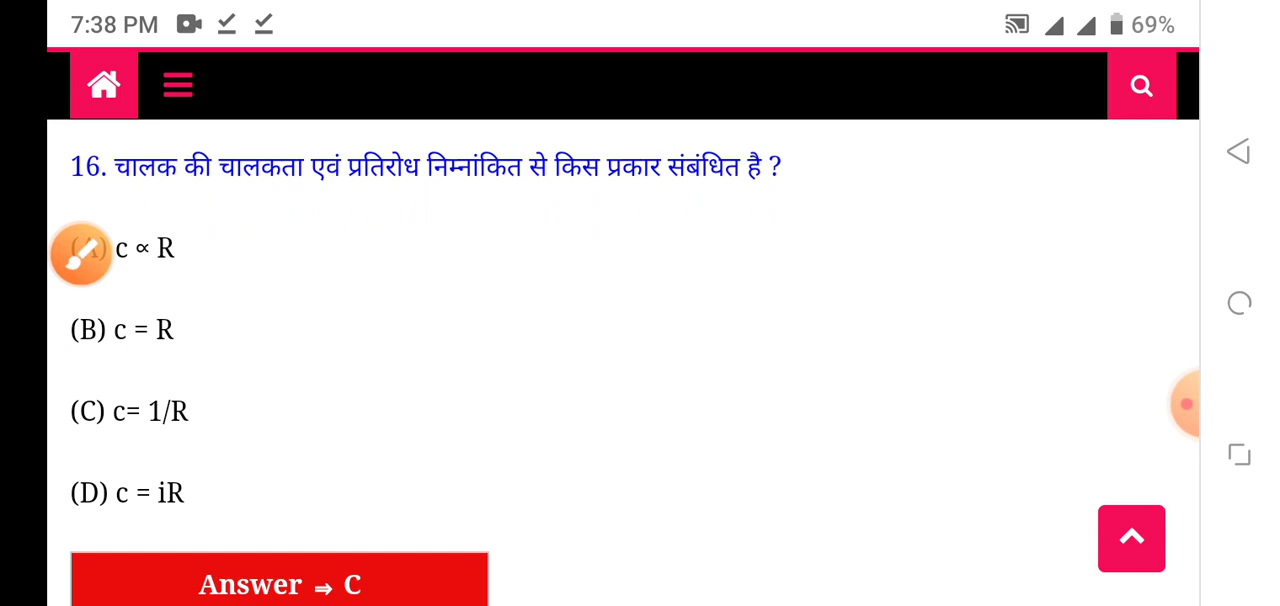 7:38 PM 69%
16. चालक की चालकता एवं प्रतिरोध निम्नांकित से किस प्रकार संबंधित है ?
(A) c ∝ R
(B) c = R
(C) c= 1/R
(D) c = iR
Answer ⇒ C